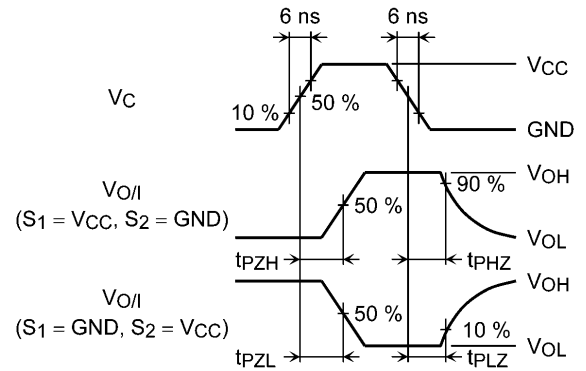 6 ns 6 ns
VCC
VC
10 % 50 %
GND
VOH
VO/I
90 %
(S1 = VCC, S2 = GND)
50 %
VOL
tPZH tPHZ
VOH
VO/I
50 %
(S1 = GND, S2 = VCC)
10 %
VOL
tPZL tPLZ